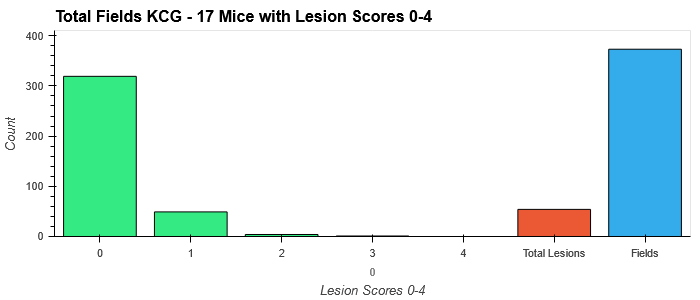 Total Fields KCG - 17 Mice with Lesion Scores 0-4
400
300
200
100
0
Count
0 1 2 3 4 Total Lesions Fields
0
Lesion Scores 0-4